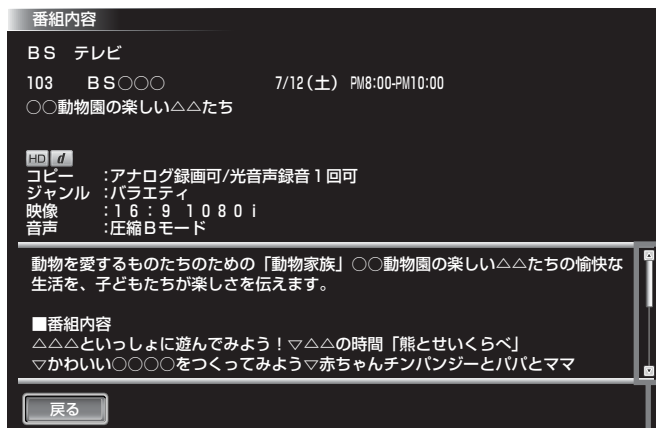 番組内容
BS テレビ
103 BS○○○ 7/12(土) PM8:00-PM10:00
○○動物園の楽しい△△たち
HD d
コピー :アナログ録画可/光音声録音1回可
ジャンル :バラエティ
映像 :16:9 1080i
音声 :圧縮Bモード
動物を愛するものたちのための「動物家族」○○動物園の楽しい△△たちの愉快な
生活を、子どもたちが楽しさを伝えます。
■番組内容
△△△といっしょに遊んでみよう!▽△△の時間「熊とせいくらべ」
▽かわいい○○○○をつくってみよう▽赤ちゃんチンパンジーとパパとママ
戻る